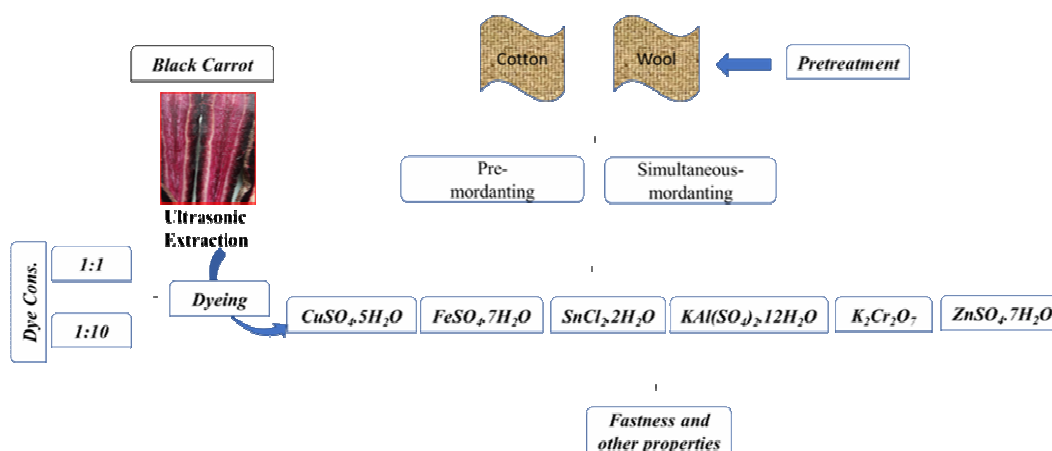 Black Carrot
Cotton
Wool
Pretreatment
Pre-
mordanting
Simultaneous-
mordanting
Ultrasonic
Extraction
Dye Cons.
1:1
1:10
Dyeing
CuSO₄.5H₂O
FeSO₄.7H₂O
SnCl₂.2H₂O
KAl(SO₄)₂.12H₂O
K₂Cr₂O₇
ZnSO₄.7H₂O
Fastness and
other properties